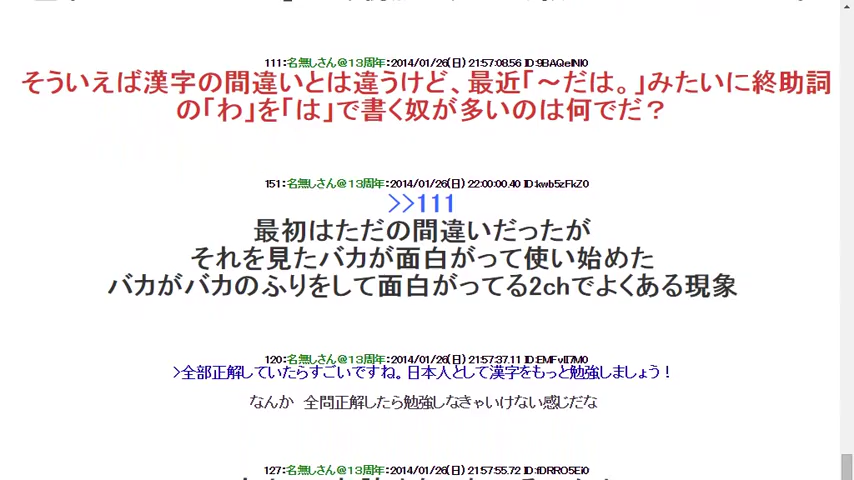 111：名無しさん＠１３周年：2014/01/26(日) 21:57:08.56 ID:9BAQelNl0
そういえば漢字の間違いとは違うけど、最近「～だは。」みたいに終助詞
の「わ」を「は」で書く奴が多いのは何でだ？
151：名無しさん＠１３周年：2014/01/26(日) 22:00:00.40 ID:kwb5zFkZ0
>>111
最初はただの間違いだったが
それを見たバカが面白がって使い始めた
バカがバカのふりをして面白がってる2chでよくある現象
120：名無しさん＠１３周年：2014/01/26(日) 21:57:37.11 ID:EMFvII7M0
>全部正解していたらすごいですね。日本人として漢字をもっと勉強しましょう！
なんか　全問正解したら勉強しなきゃいけない感じだな
127：名無しさん＠１３周年：2014/01/26(日) 21:57:55.72 ID:fDRRO5Ei0